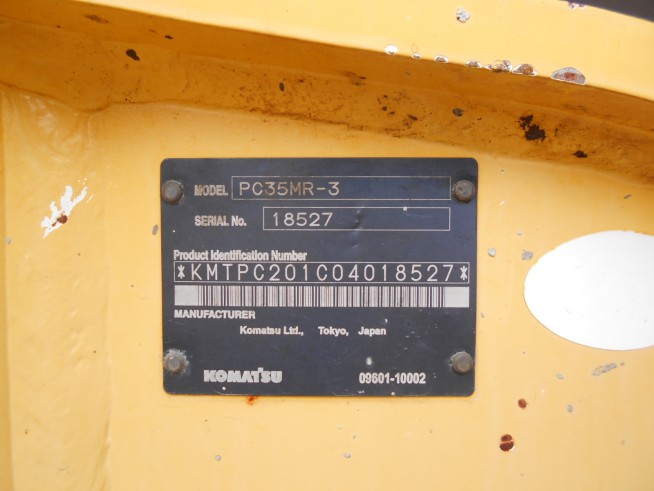 MODEL PC35MR-3
SERIAL No. 18527
Product Identification Number
*KMTPC201C04018527*
MANUFACTURER
Komatsu Ltd., Tokyo, Japan
KOMATSU 09601-10002